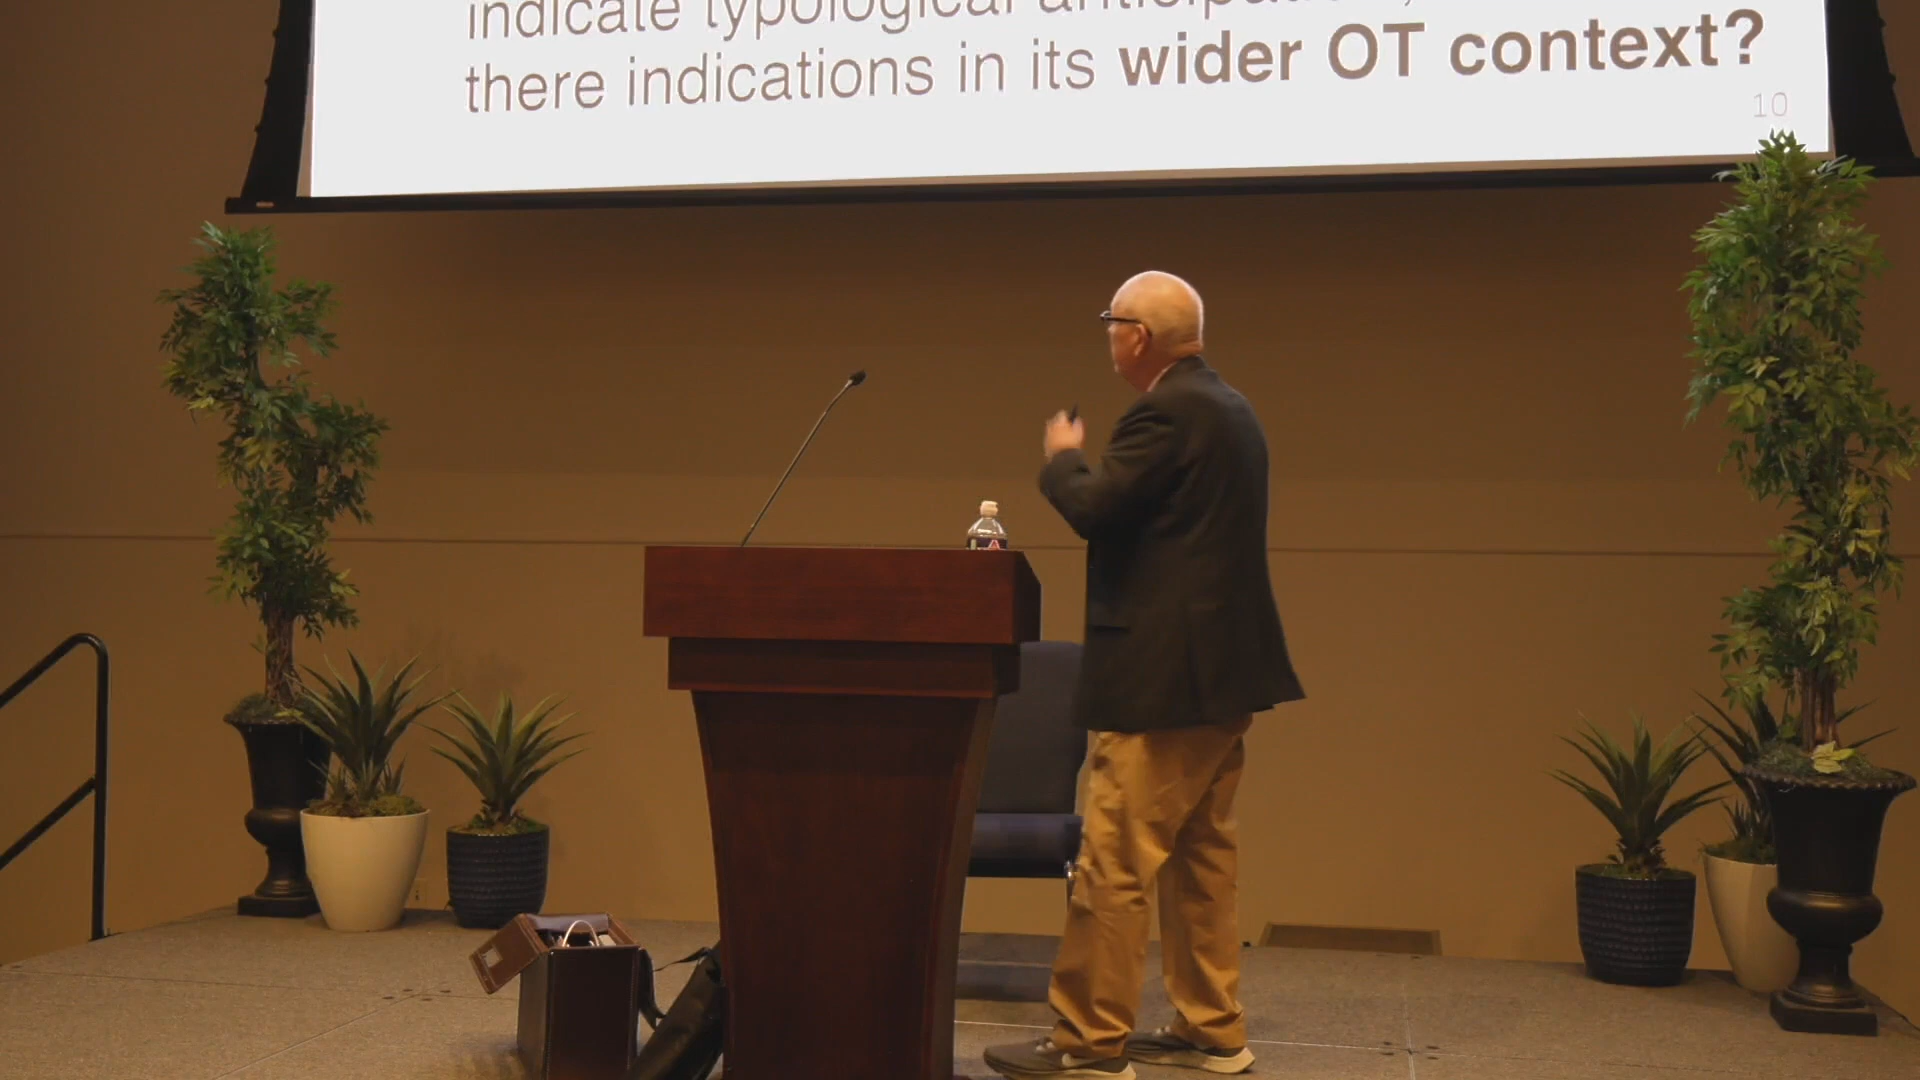 indicate typological
there indications in its wider OT context?
10